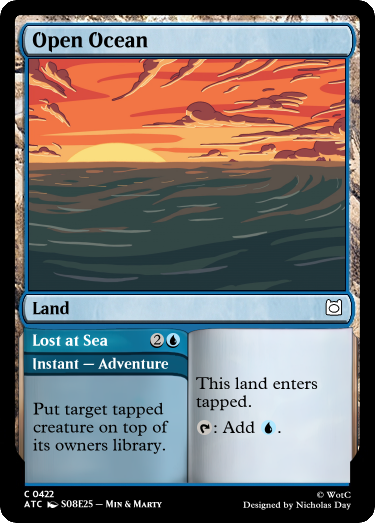 Open Ocean
Land
Lost at Sea 2
Instant — Adventure
Put target tapped
creature on top of
its owners library.
This land enters
tapped.
: Add .
C 0422
ATC S08E25 — Min & Marty
© WotC
Designed by Nicholas Day